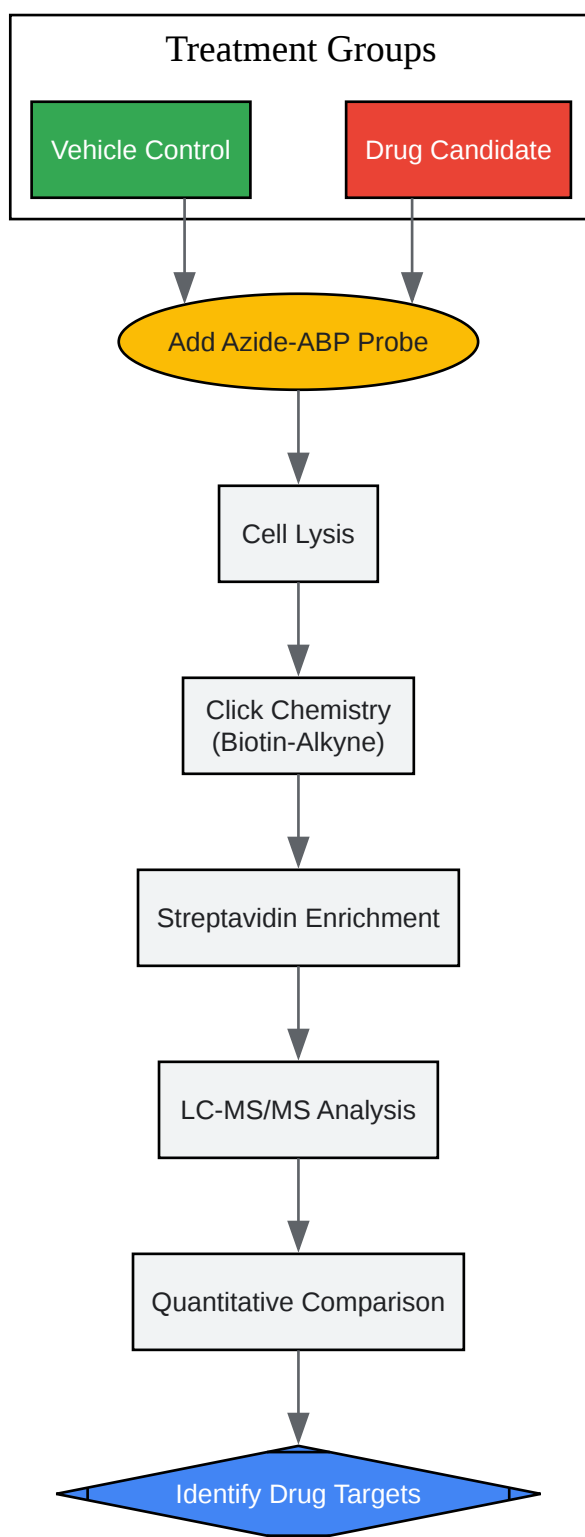 Treatment Groups
Vehicle Control
Drug Candidate
Add Azide-ABP Probe
Cell Lysis
Click Chemistry
(Biotin-Alkyne)
Streptavidin Enrichment
LC-MS/MS Analysis
Quantitative Comparison
Identify Drug Targets